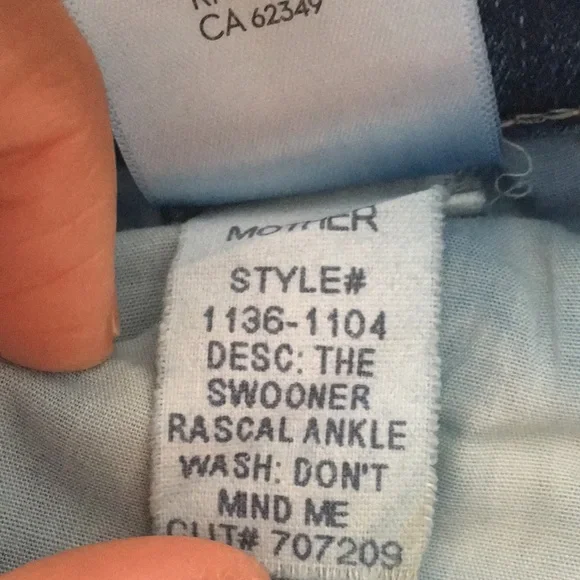 CA 62349
MOTHER
STYLE#
1136-1104
DESC: THE
SWOONER
RASCAL ANKLE
WASH: DON'T
MIND ME
CUT# 707209